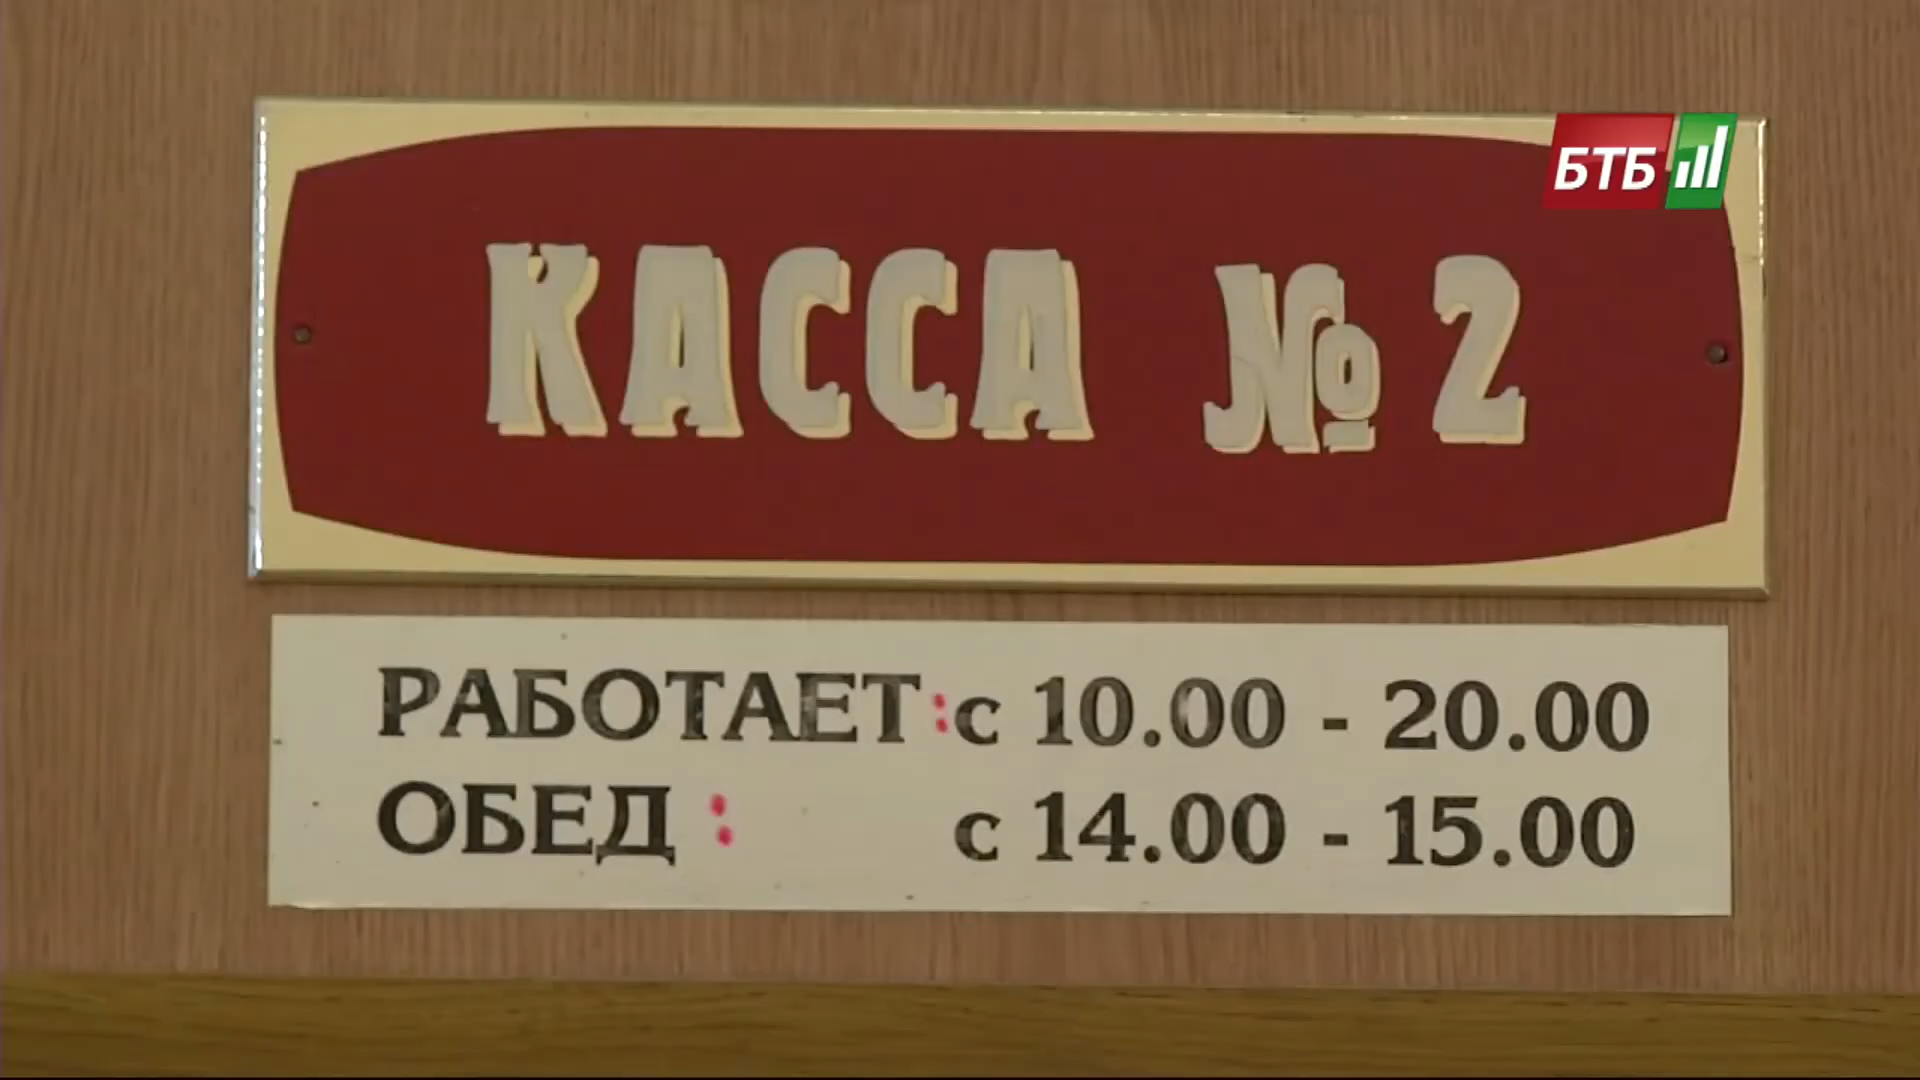 БТБ
КАССА № 2
РАБОТАЕТ: с 10.00 - 20.00
ОБЕД : с 14.00 - 15.00